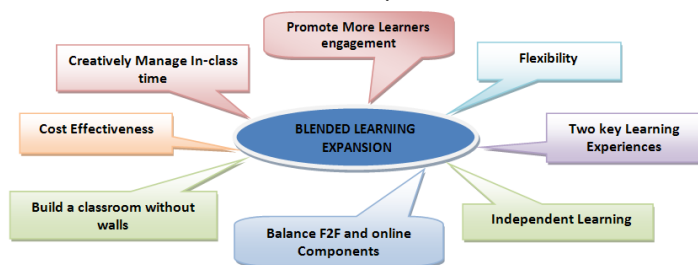 Promote More Learners
engagement
Creatively Manage In-class
time
Flexibility
Cost Effectiveness
BLENDED LEARNING
EXPANSION
Two key Learning
Experiences
Build a classroom without
walls
Balance F2F and online
Components
Independent Learning